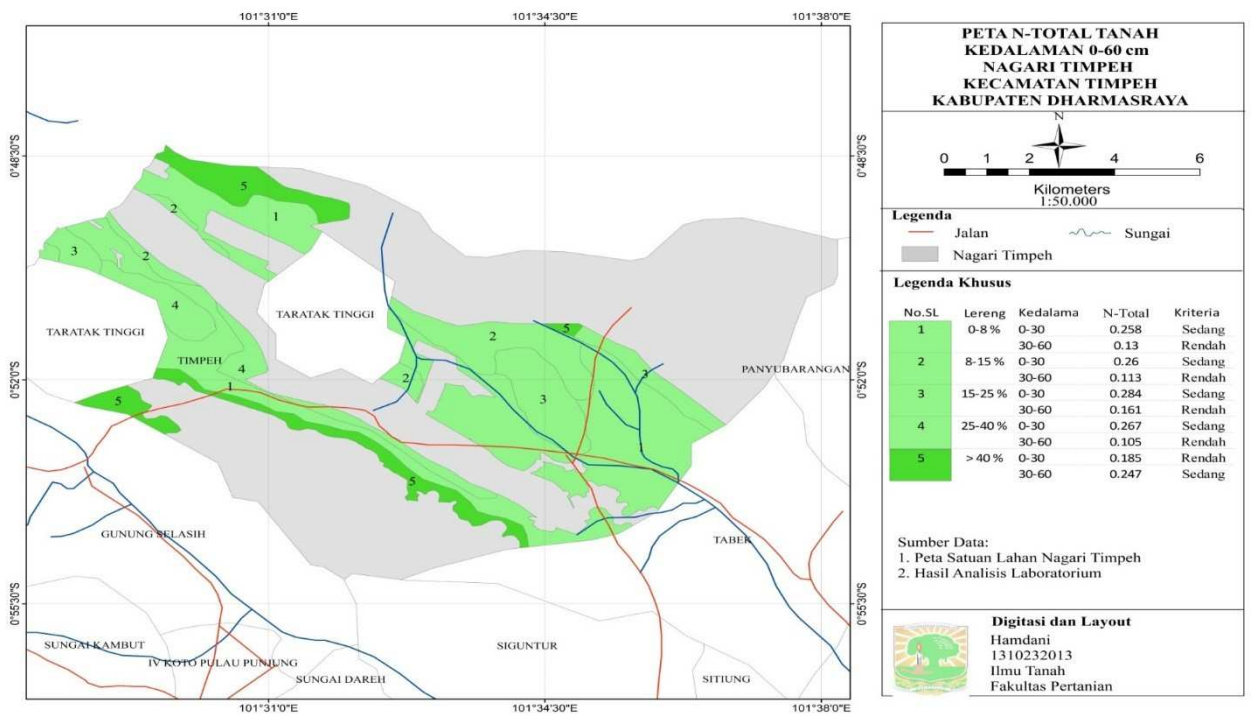 101°31'0"E 101°34'30"E 101°38'0"E
0°48'30"S 0°48'30"S
5
1
2
3
2
4
TARATAK TINGGI
TARATAK TINGGI
TIMPEH
4
1
5
2
5
2
3
3
PANYUBARANGAN
0°52'0"S 0°52'0"S
1
5
GUNUNG SELASIH
TABEK
0°55'30"S 0°55'30"S
SUNGAI KAMBUT
IV KOTO PULAU PUNJUNG
SUNGAI DAREH
SIGUNTUR
SITIUNG
101°31'0"E 101°34'30"E 101°38'0"E
PETA N-TOTAL TANAH
KEDALAMAN 0-60 cm
NAGARI TIMPEH
KECAMATAN TIMPEH
KABUPATEN DHARMASRAYA
N
0 1 2 4 6
Kilometers
1:50.000
Legenda
Jalan Sungai
Nagari Timpeh
Legenda Khusus
No.SL Lereng Kedalama N-Total Kriteria
1 0-8 % 0-30 0.258 Sedang
30-60 0.13 Rendah
2 8-15 % 0-30 0.26 Sedang
30-60 0.113 Rendah
3 15-25 % 0-30 0.284 Sedang
30-60 0.161 Rendah
4 25-40 % 0-30 0.267 Sedang
30-60 0.105 Rendah
5 > 40 % 0-30 0.185 Rendah
30-60 0.247 Sedang
Sumber Data:
1. Peta Satuan Lahan Nagari Timpeh
2. Hasil Analisis Laboratorium
Digitasi dan Layout
Hamdani
1310232013
Ilmu Tanah
Fakultas Pertanian